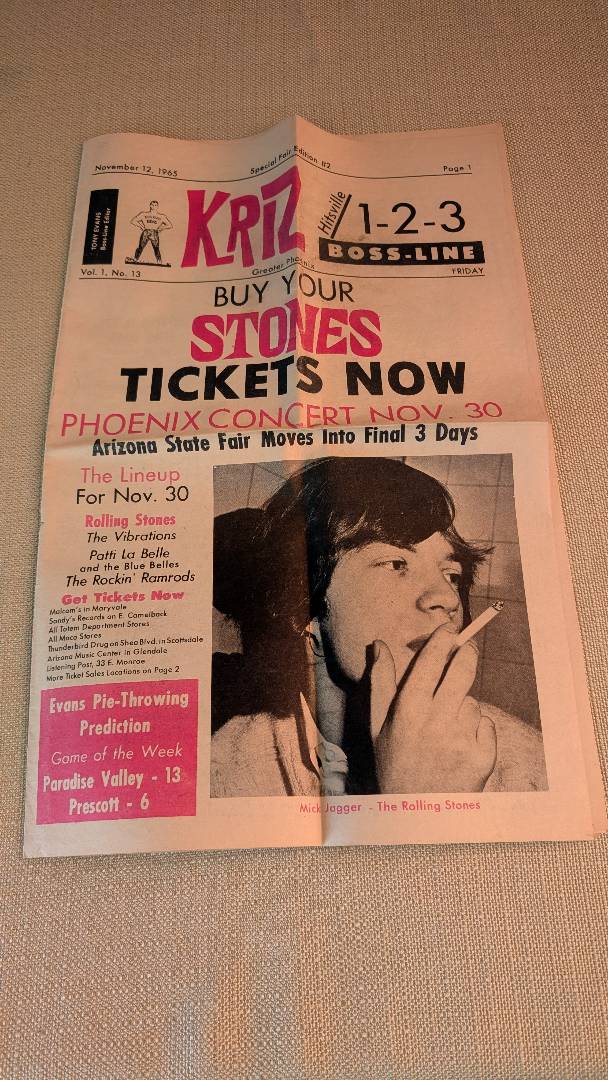 November 12, 1965 Special Fair Edition #2 Page 1
TONY EVANS
Boss-Line Editor
KRIZ
Hitsville
1-2-3
BOSS-LINE
Vol. 1, No. 13 Greater Phoenix FRIDAY
BUY YOUR
STONES
TICKETS NOW
PHOENIX CONCERT NOV. 30
Arizona State Fair Moves Into Final 3 Days
The Lineup
For Nov. 30
Rolling Stones
The Vibrations
Patti La Belle
and the Blue Belles
The Rockin' Ramrods
Get Tickets Now
Malcom's in Maryvale
Sandy's Records on E. Camelback
All Totem Department Stores
All Maco Stores
Thunderbird Drug on Shea Blvd. in Scottsdale
Arizona Music Center in Glendale
Listening Post, 33 E. Monroe
More Ticket Sales Locations on Page 2
Evans Pie-Throwing
Prediction
Game of the Week
Paradise Valley - 13
Prescott - 6
Mick Jagger - The Rolling Stones